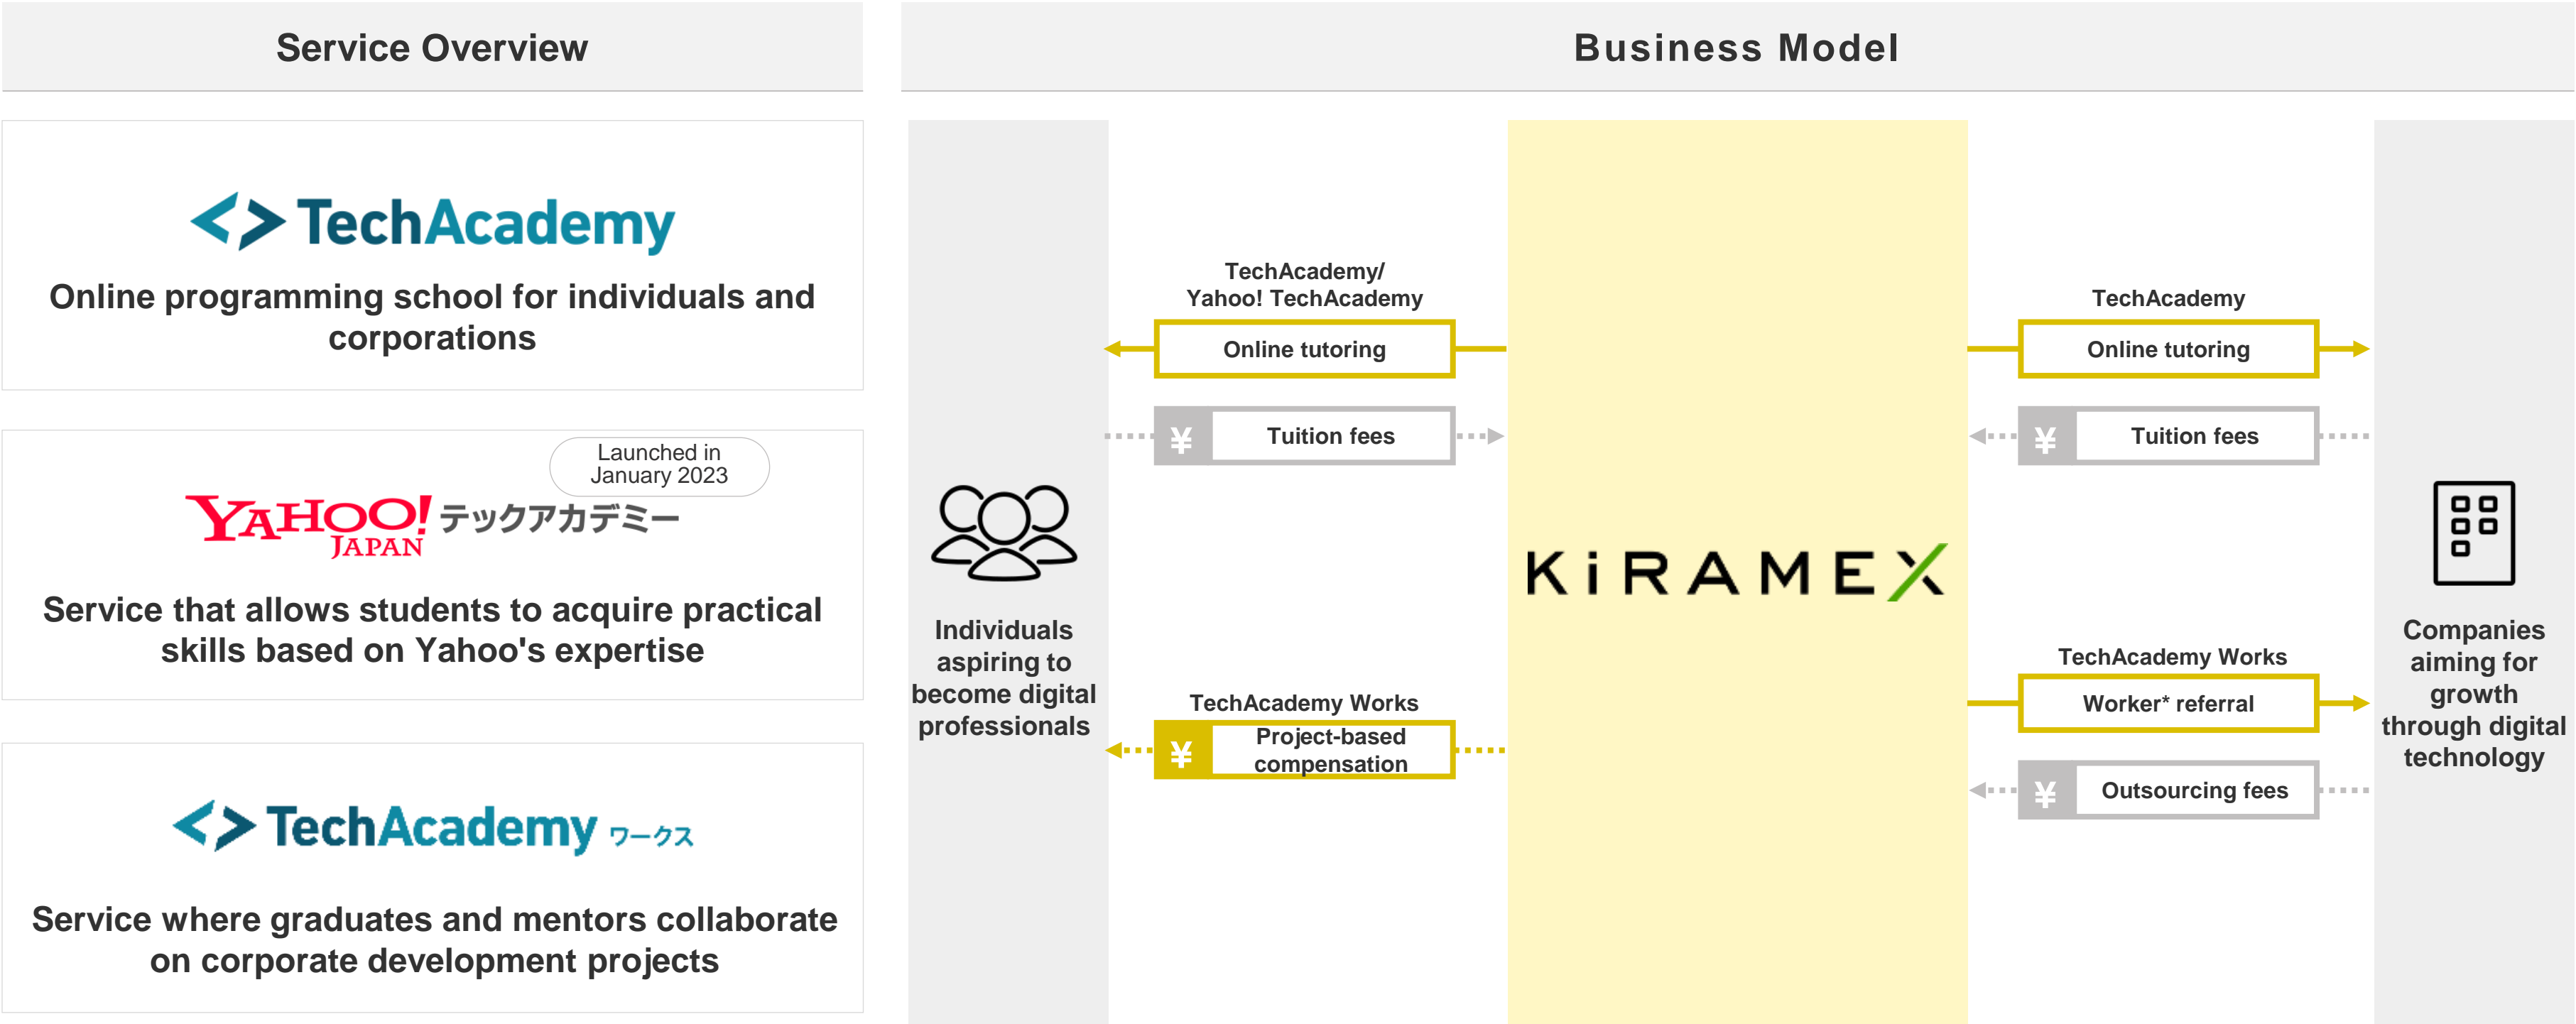 Service Overview
<> TechAcademy
Online programming school for individuals and
corporations
Launched in
January 2023
YAHOO! テックアカデミー
JAPAN
Service that allows students to acquire practical
skills based on Yahoo's expertise
<> TechAcademy ワークス
Service where graduates and mentors collaborate
on corporate development projects
Business Model
Individuals
aspiring to
become digital
professionals
TechAcademy/
Yahoo! TechAcademy
Online tutoring
¥ Tuition fees
TechAcademy Works
¥ Project-based
compensation
KiRAMEX
TechAcademy
Online tutoring
¥ Tuition fees
TechAcademy Works
Worker* referral
¥ Outsourcing fees
Companies
aiming for
growth
through digital
technology